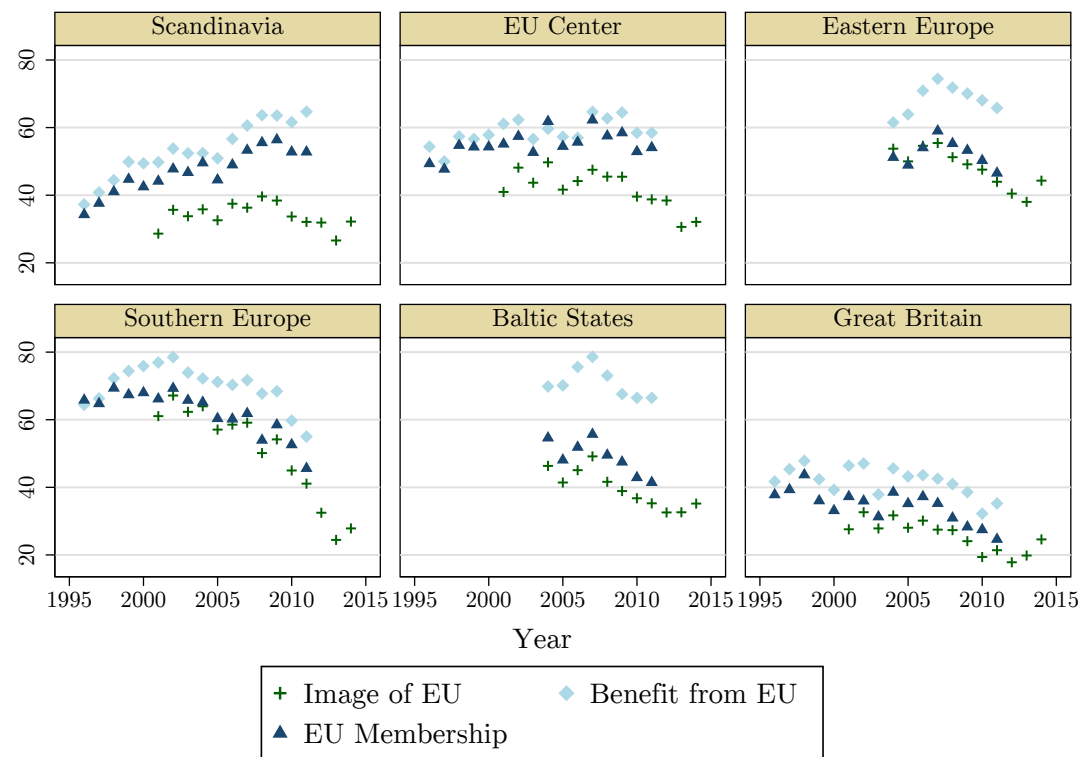 Scandinavia EU Center Eastern Europe
80
60
40
20
Southern Europe Baltic States Great Britain
80
60
40
20
1995 2000 2005 2010 2015 1995 2000 2005 2010 2015 1995 2000 2005 2010 2015
Year
Image of EU Benefit from EU
EU Membership